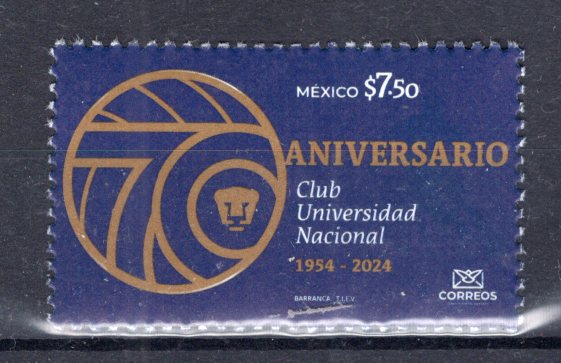 MÉXICO $7.50
70
ANIVERSARIO
Club
Universidad
Nacional
1954 - 2024
BARRANCA T.I.E.V.
CORREOS